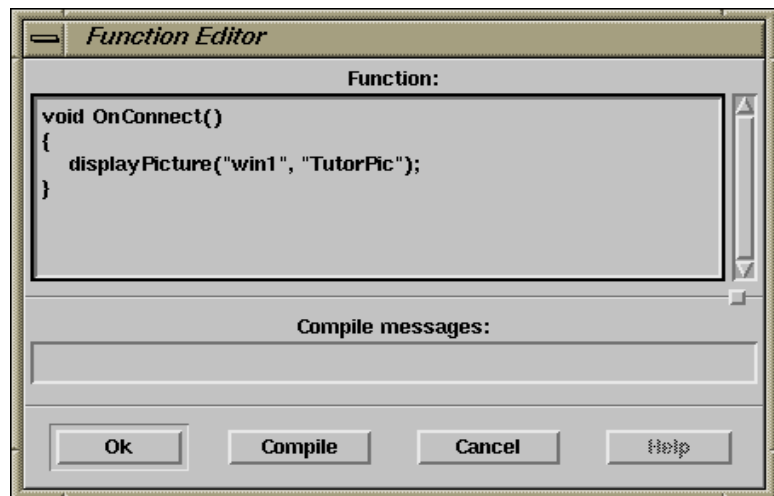 Function Editor
Function:
void OnConnect()
{
displayPicture("win1", "TutorPic");
}
Compile messages:
Ok Compile Cancel Help